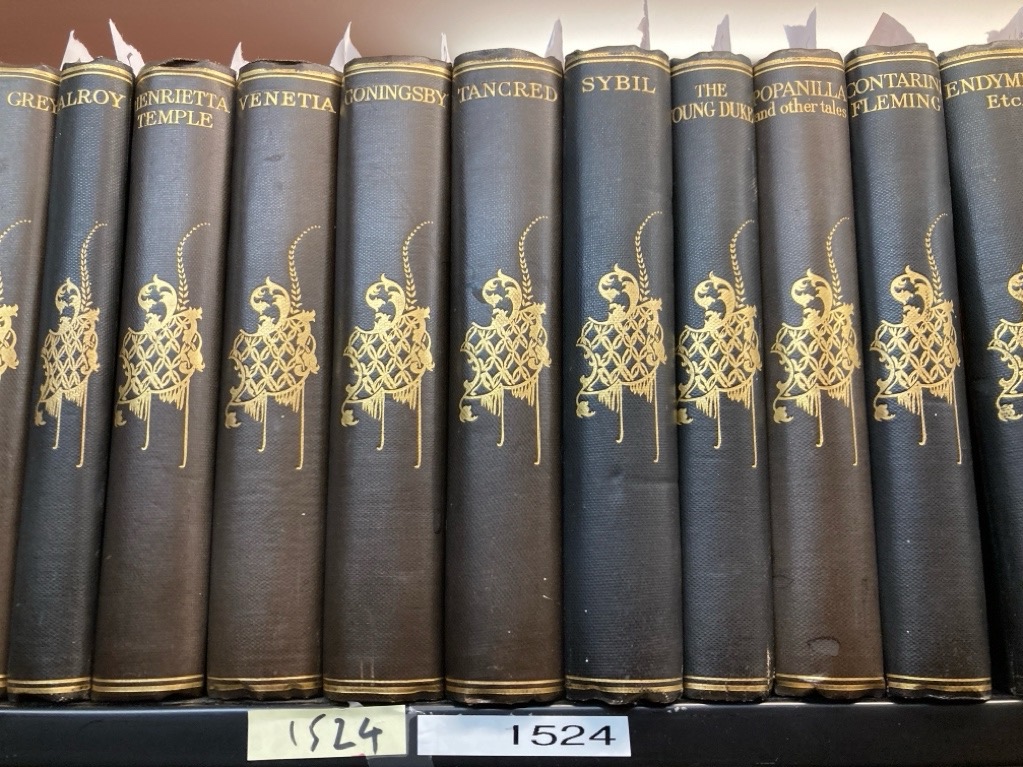 GREY
ALROY
HENRIETTA
TEMPLE
VENETIA
CONINGSBY
TANCRED
SYBIL
THE
YOUNG DUKE
POPANILLA
and other tales
CONTARINI
FLEMING
ENDYMI
Etc.
1524
1524